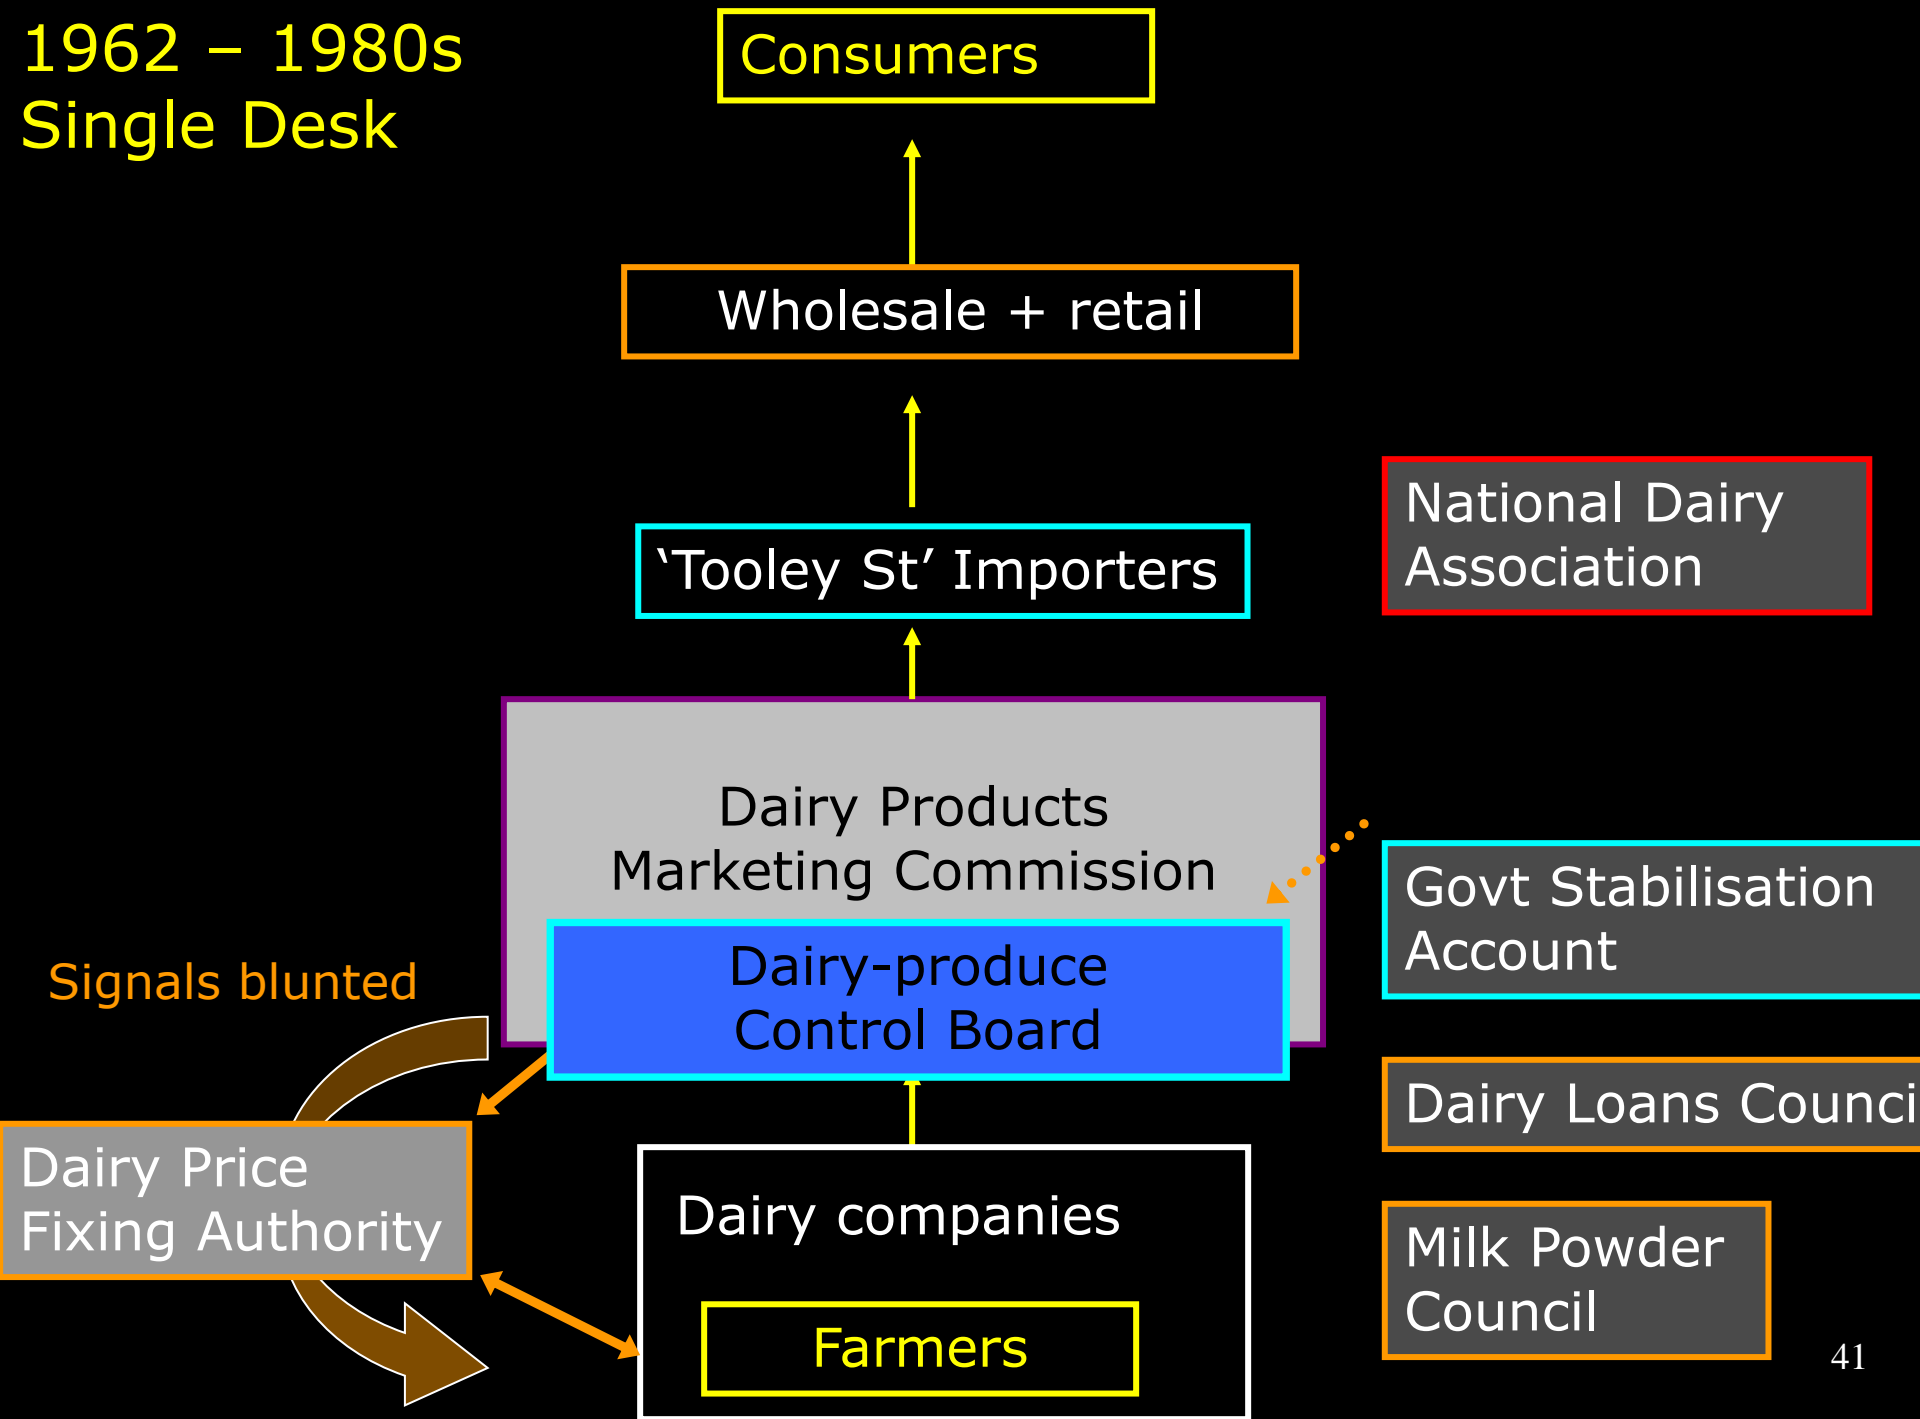 1962 – 1980s
Single Desk
Consumers
Wholesale + retail
‘Tooley St’ Importers
National Dairy
Association
Dairy Products
Marketing Commission
Dairy-produce
Control Board
Govt Stabilisation
Account
Signals blunted
Dairy Loans Counci
Dairy Price
Fixing Authority
Dairy companies
Farmers
Milk Powder
Council
41